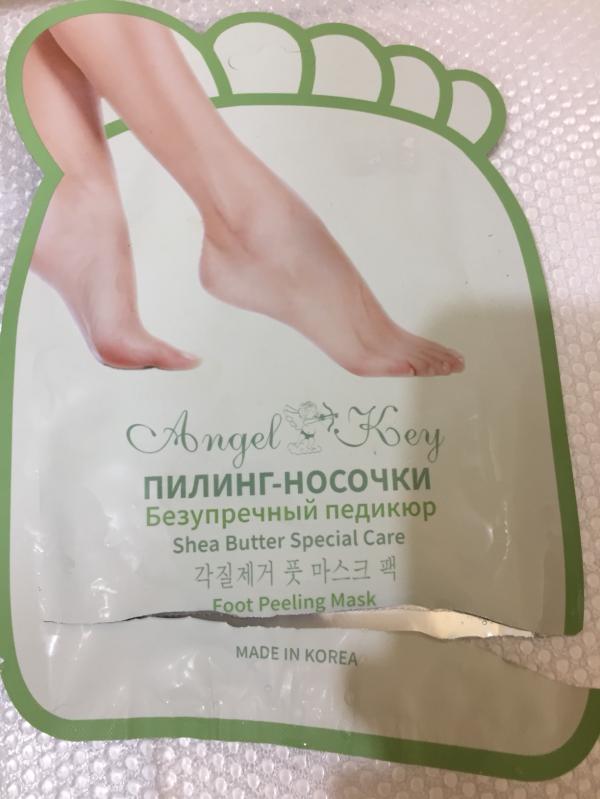 Angel Key
ПИЛИНГ-НОСОЧКИ
Безупречный педикюр
Shea Butter Special Care
각질제거 풋 마스크 팩
Foot Peeling Mask
MADE IN KOREA